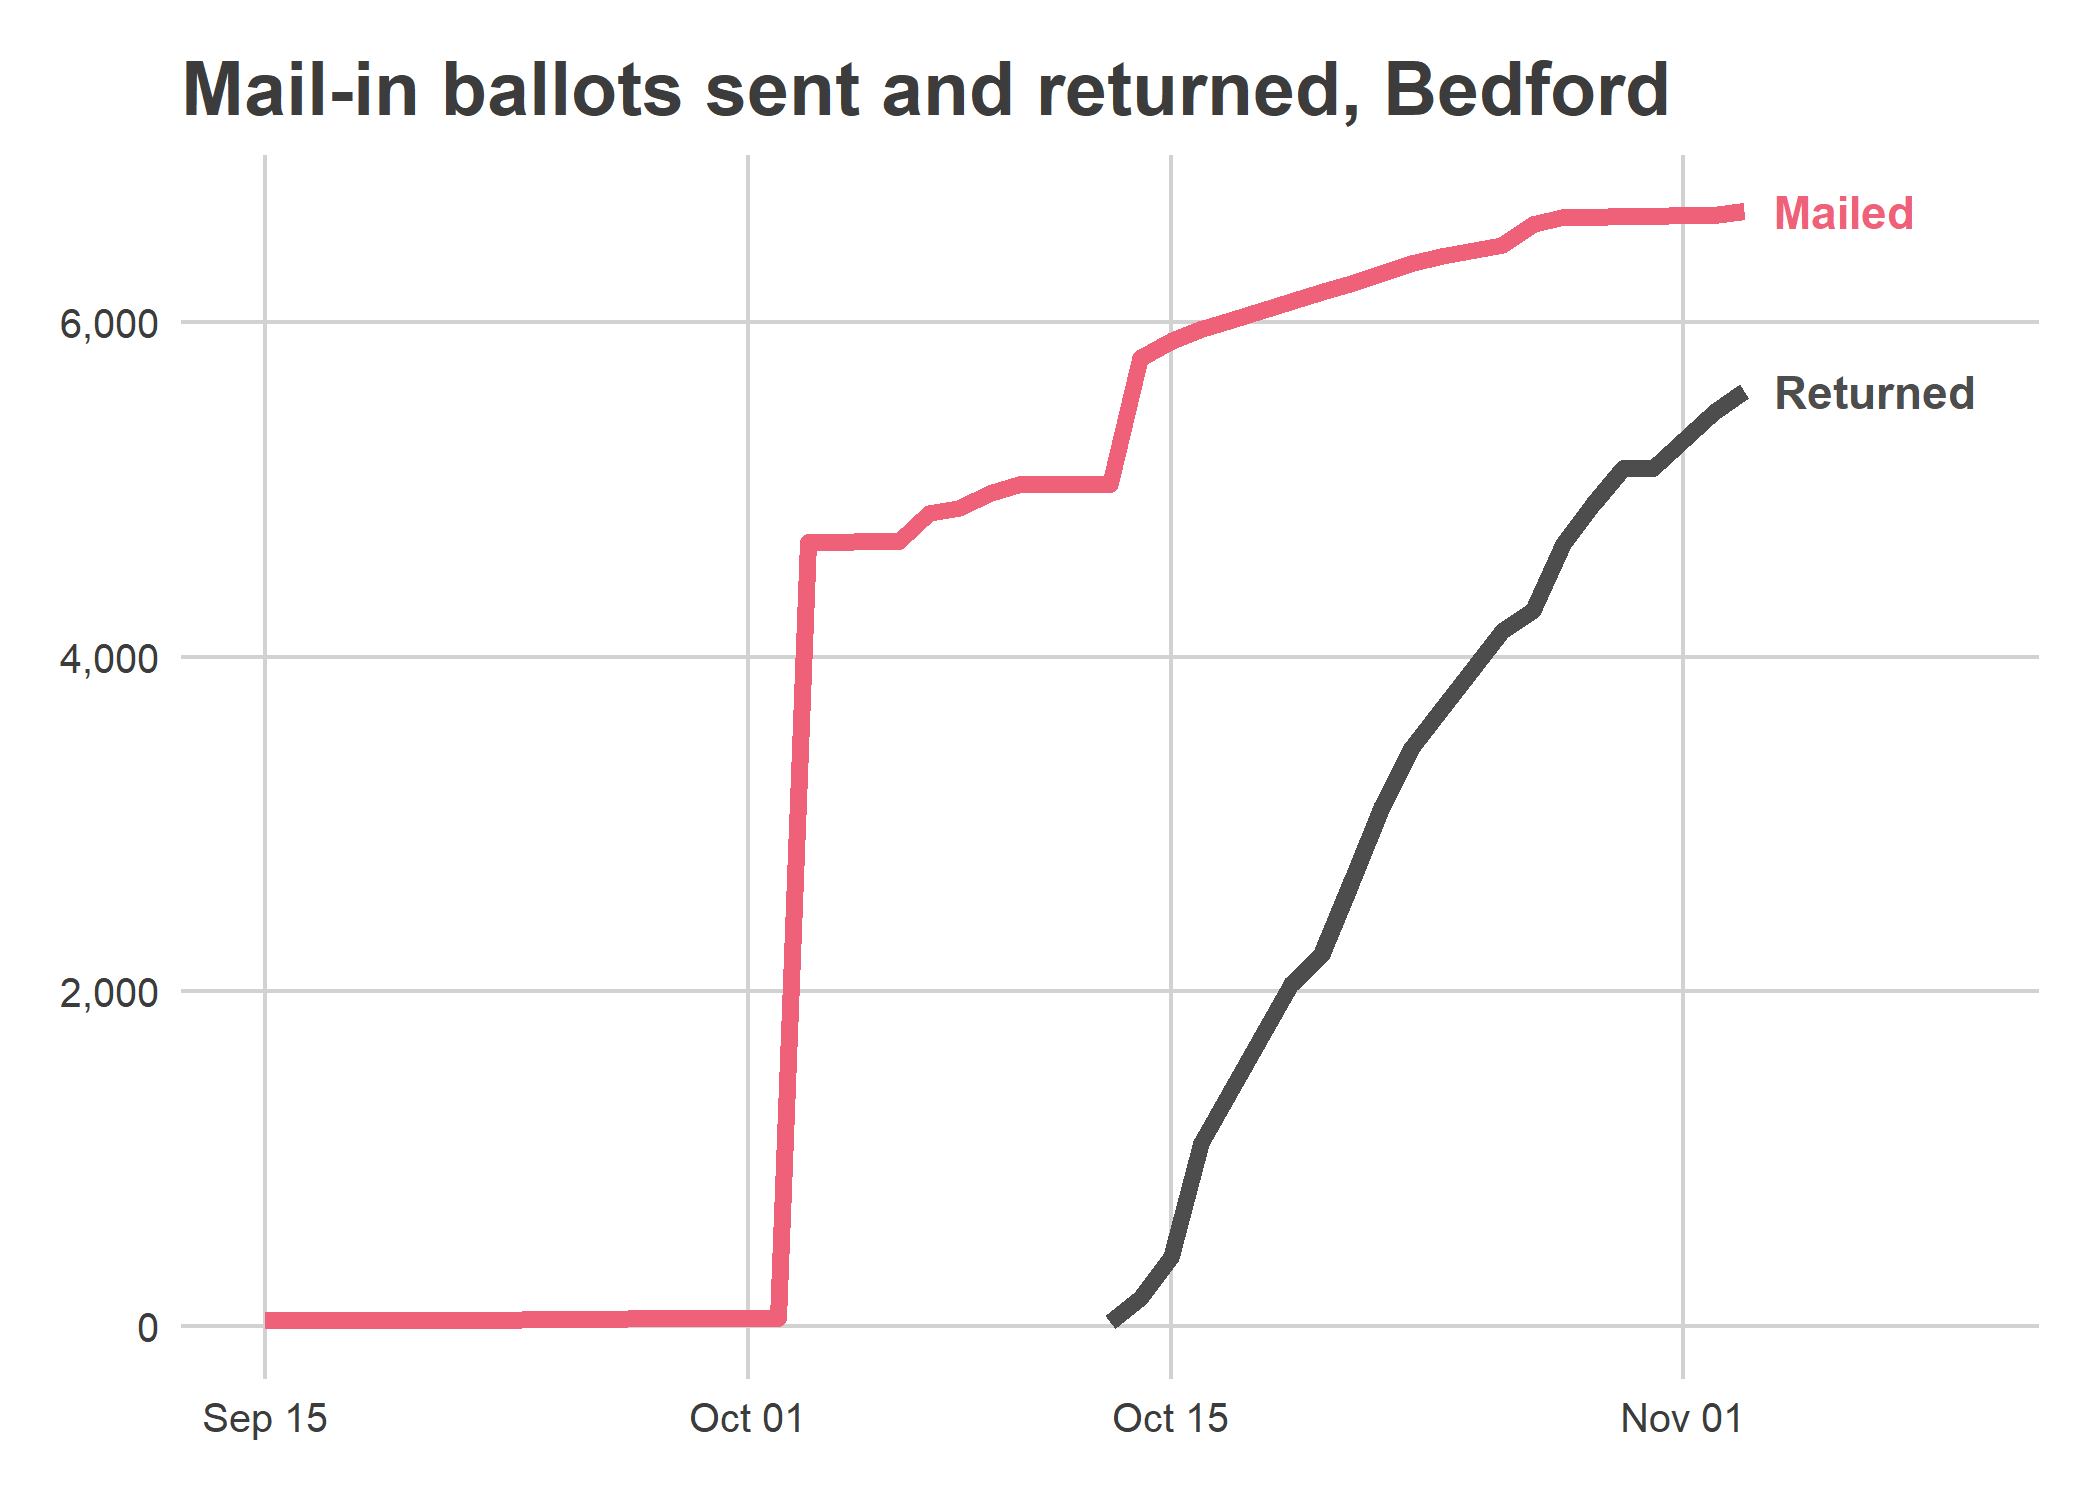 Mail-in ballots sent and returned, Bedford
Mailed
6,000
Returned
4,000
2,000
0
Sep 15
Oct 01
Oct 15
Nov 01